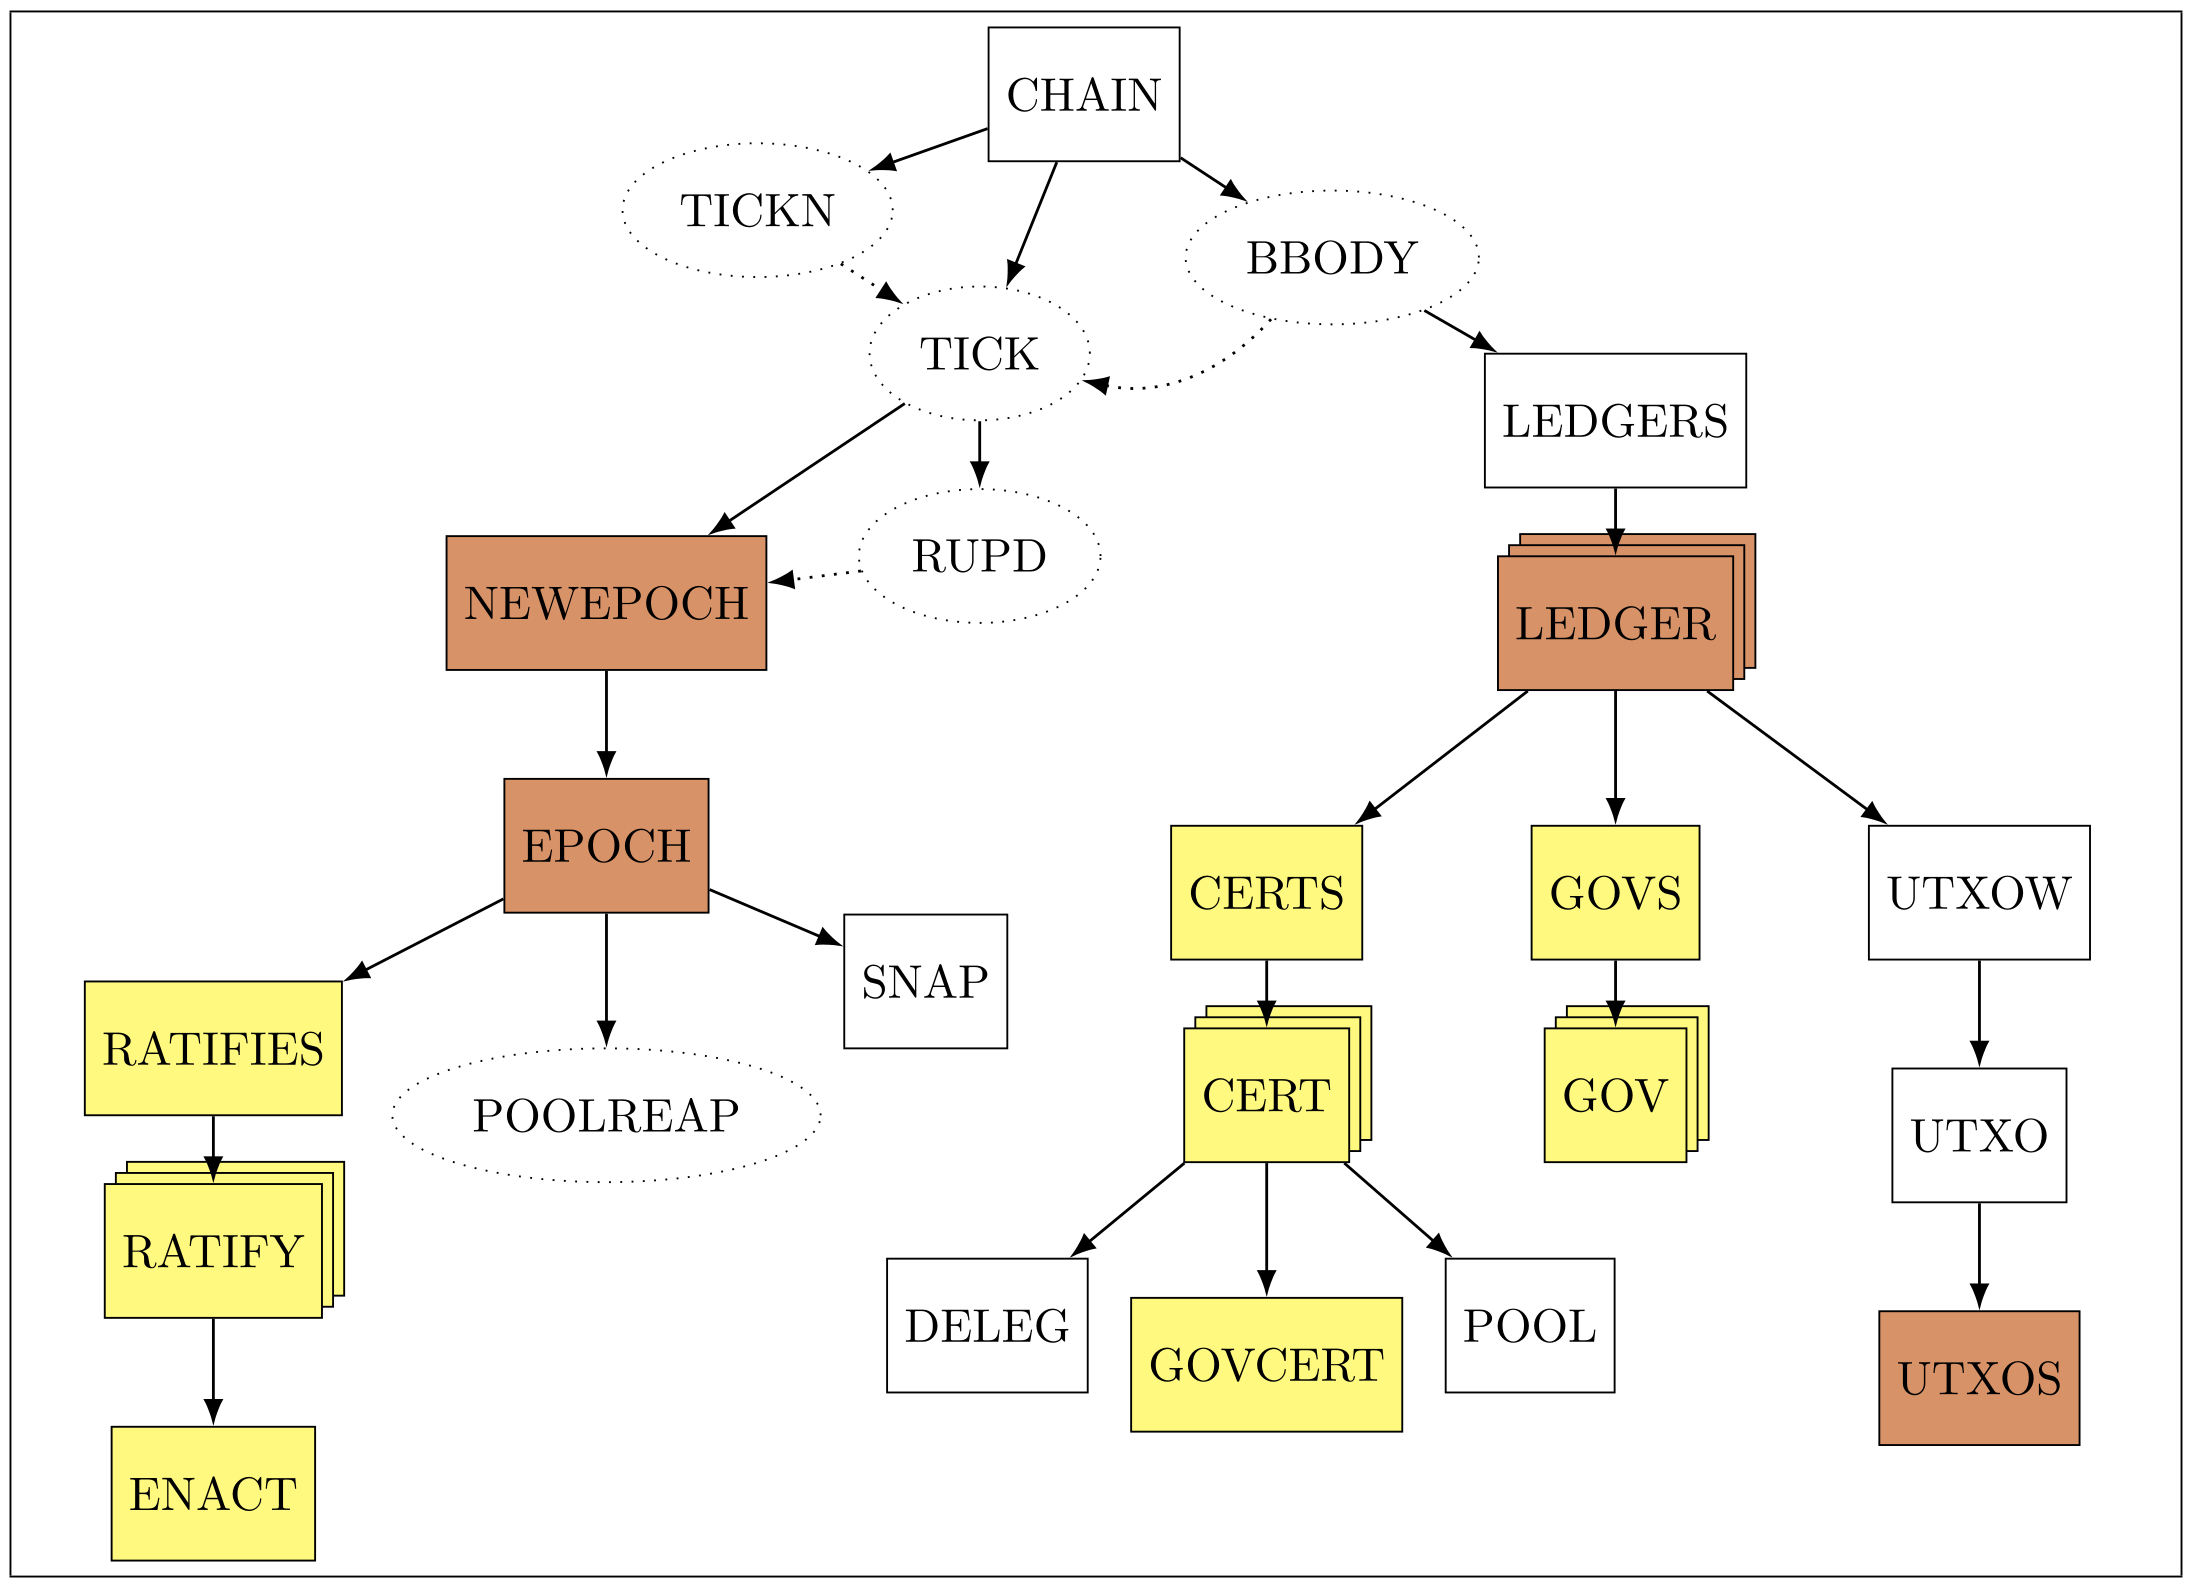 CHAIN
TICKN
BBODY
TICK
LEDGERS
RUPD
NEWEPOCH
LEDGER
EPOCH
CERTS
GOVS
UTXOW
SNAP
RATIFIES
CERT
GOV
POOLREAP
UTXO
RATIFY
DELEG
POOL
GOVCERT
UTXOS
ENACT